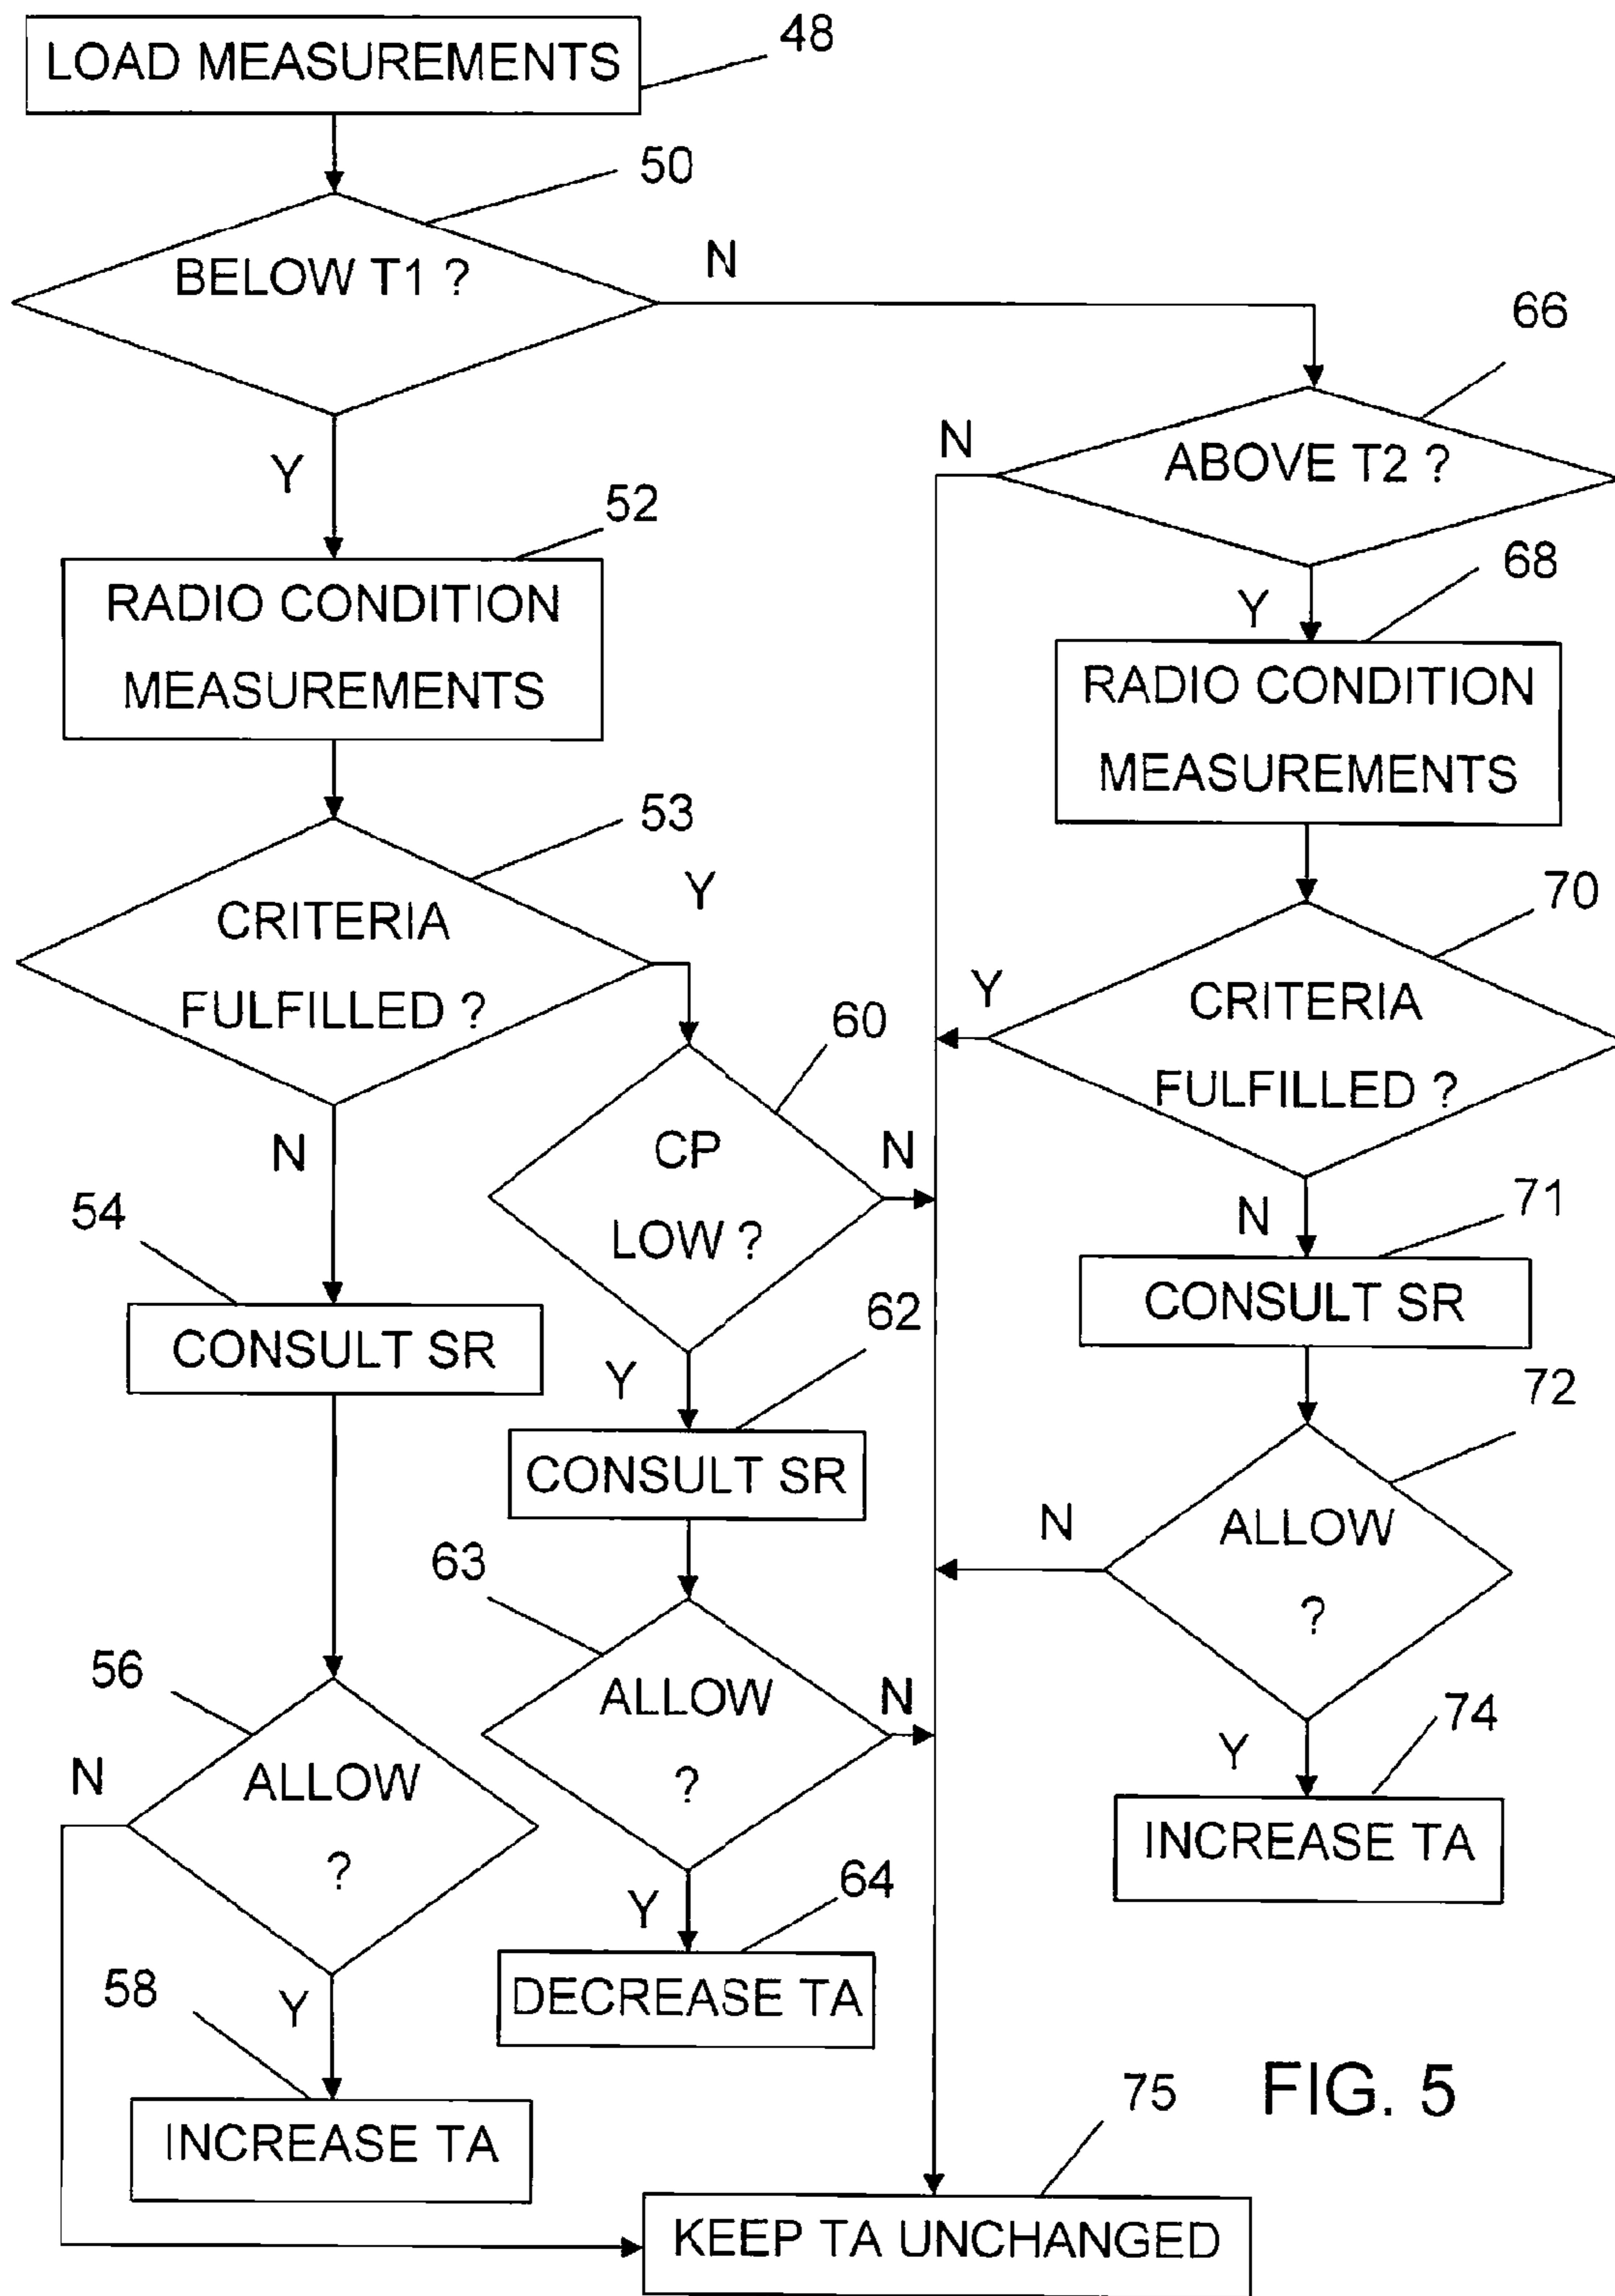 LOAD MEASUREMENTS
48
50
BELOW T1 ?
N
66
Y
N
ABOVE T2 ?
52
68
RADIO CONDITION
MEASUREMENTS
Y
RADIO CONDITION
MEASUREMENTS
53
Y
70
CRITERIA
FULFILLED ?
60
Y
CRITERIA
FULFILLED ?
N
CP
LOW ?
N
54
N
71
CONSULT SR
62
CONSULT SR
Y
72
CONSULT SR
63
N
ALLOW
?
56
ALLOW
?
N
74
N
ALLOW
?
Y
INCREASE TA
64
Y
58
Y
DECREASE TA
INCREASE TA
75
FIG. 5
KEEP TA UNCHANGED